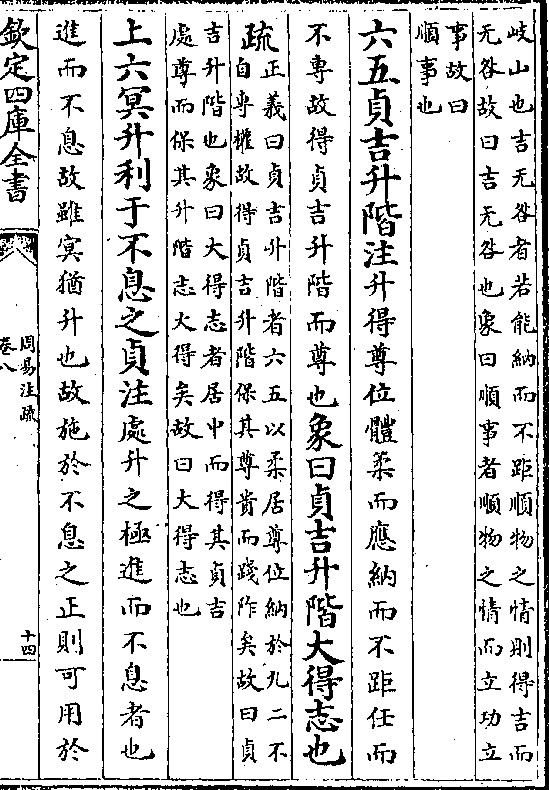 岐山也吉无咎者若能納而不距順物之情則得吉而
无咎故曰吉无咎也象曰順事者順物之情而立功立
事故曰
順事也
六五貞吉升階注升得尊位體柔而應納而不距任而
不專故得貞吉升階而尊也象曰貞吉升階大得志也
疏正義曰貞吉升階者六五以柔居尊位納於九二不
自專權故得貞吉升階保其尊貴而踐阼矣故曰貞
吉升階也象曰大得志者居中而得其貞吉
處尊而保其升階志大得矣故曰大得志也
上六冥升利于不息之貞注處升之極進而不息者也
進而不息故雖冥猶升也故施於不息之正則可用於
欽定四庫全書
周易注疏
卷八
十四